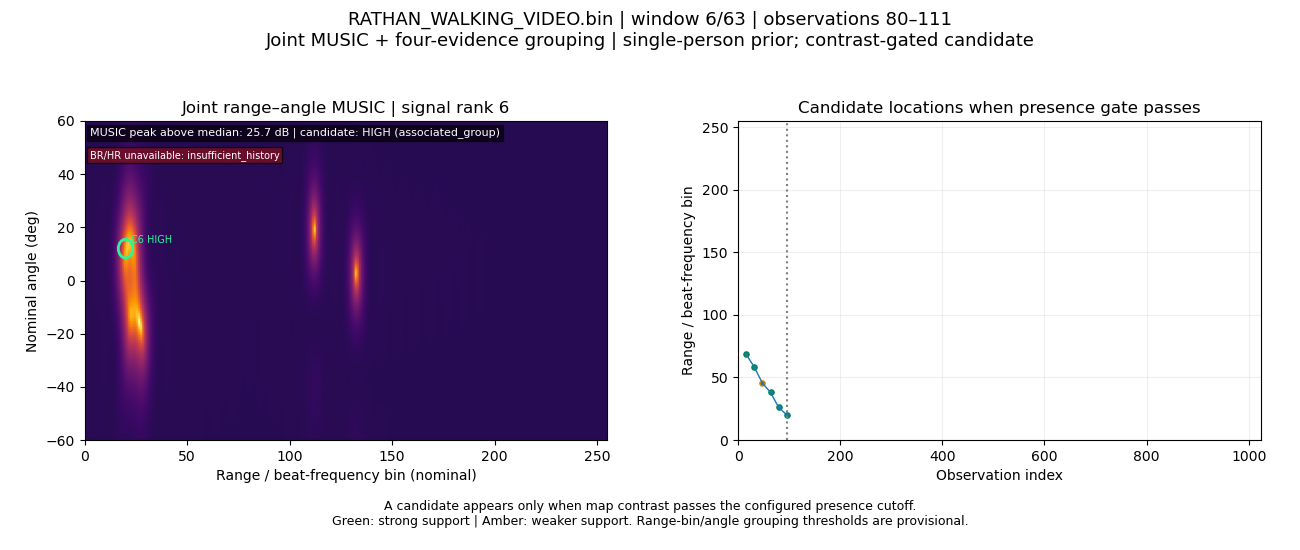 RATHAN_WALKING_VIDEO.bin | window 6/63 | observations 80–111
Joint MUSIC + four-evidence grouping | single-person prior; contrast-gated candidate
Joint range–angle MUSIC | signal rank 6
MUSIC peak above median: 25.7 dB | candidate: HIGH (associated_group)
BR/HR unavailable: insufficient_history
HIGH
60
40
20
0
−20
−40
−60
Nominal angle (deg)
0
50
100
150
200
250
Range / beat-frequency bin (nominal)
Candidate locations when presence gate passes
250
200
150
100
50
0
Range / beat-frequency bin
0
200
400
600
800
1000
Observation index
A candidate appears only when map contrast passes the configured presence cutoff.
Green: strong support | Amber: weaker support. Range-bin/angle grouping thresholds are provisional.